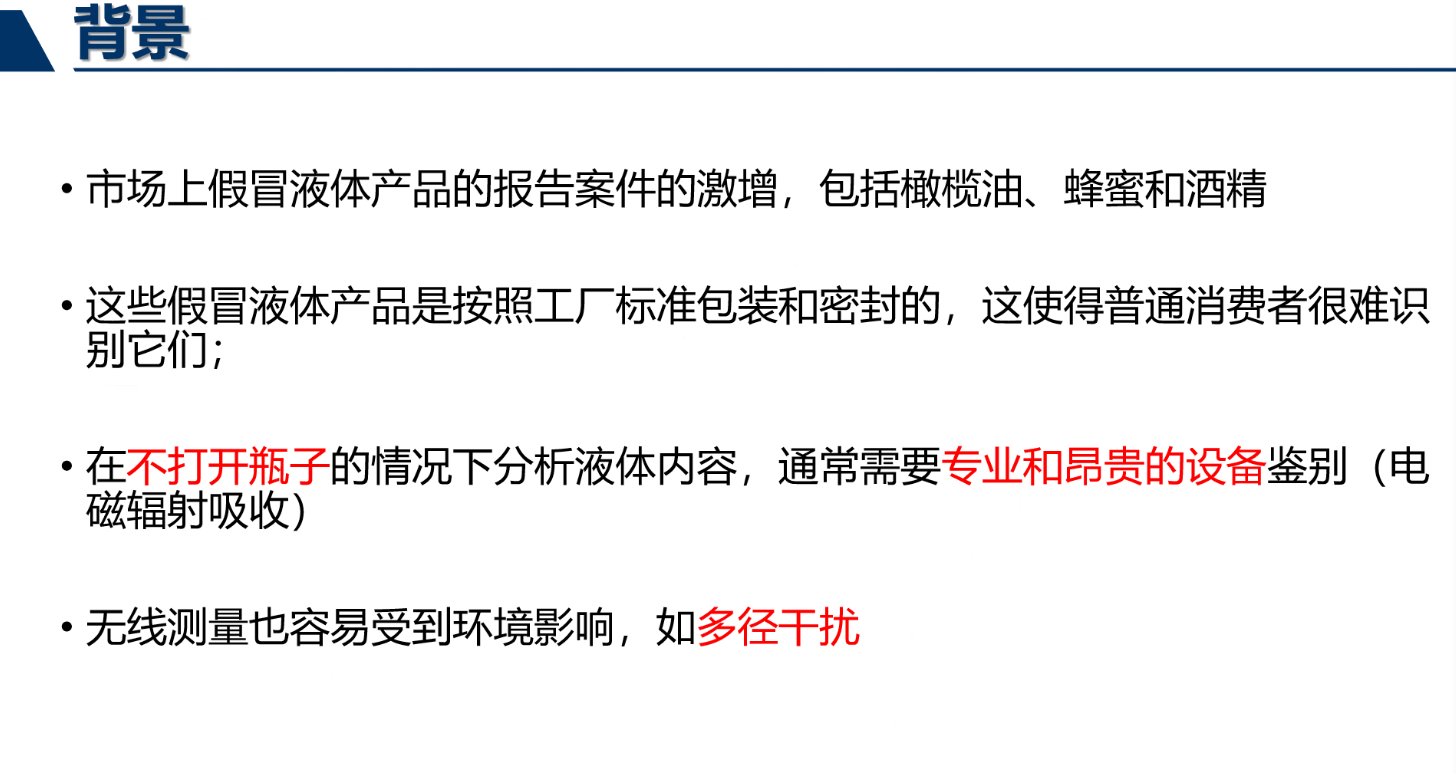 背景
• 市场上假冒液体产品的报告案件的激增，包括橄榄油、蜂蜜和酒精
• 这些假冒液体产品是按照工厂标准包装和密封的，这使得普通消费者很难识
别它们；
• 在不打开瓶子的情况下分析液体内容，通常需要专业和昂贵的设备鉴别（电
磁辐射吸收）
• 无线测量也容易受到环境影响，如多径干扰